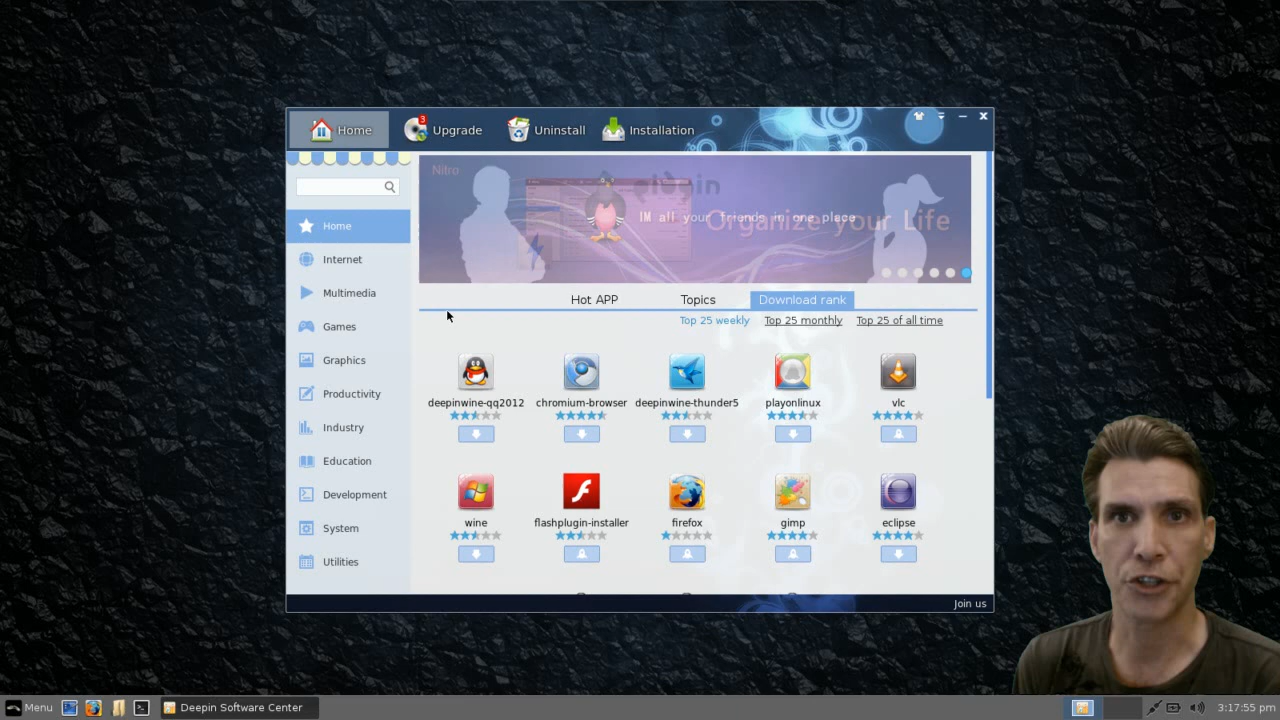 Home
Upgrade
3
Uninstall
Installation
Nitro
pidgin
IM all your friends in one place
Organize your Life
Home
Internet
Multimedia
Games
Graphics
Productivity
Industry
Education
Development
System
Utilities
Hot APP
Topics
Download rank
Top 25 weekly
Top 25 monthly
Top 25 of all time
deepinwine-qq2012
chromium-browser
deepinwine-thunder5
playonlinux
vlc
wine
flashplugin-installer
firefox
gimp
eclipse
Join us
Menu
Deepin Software Center
3:17:55 pm